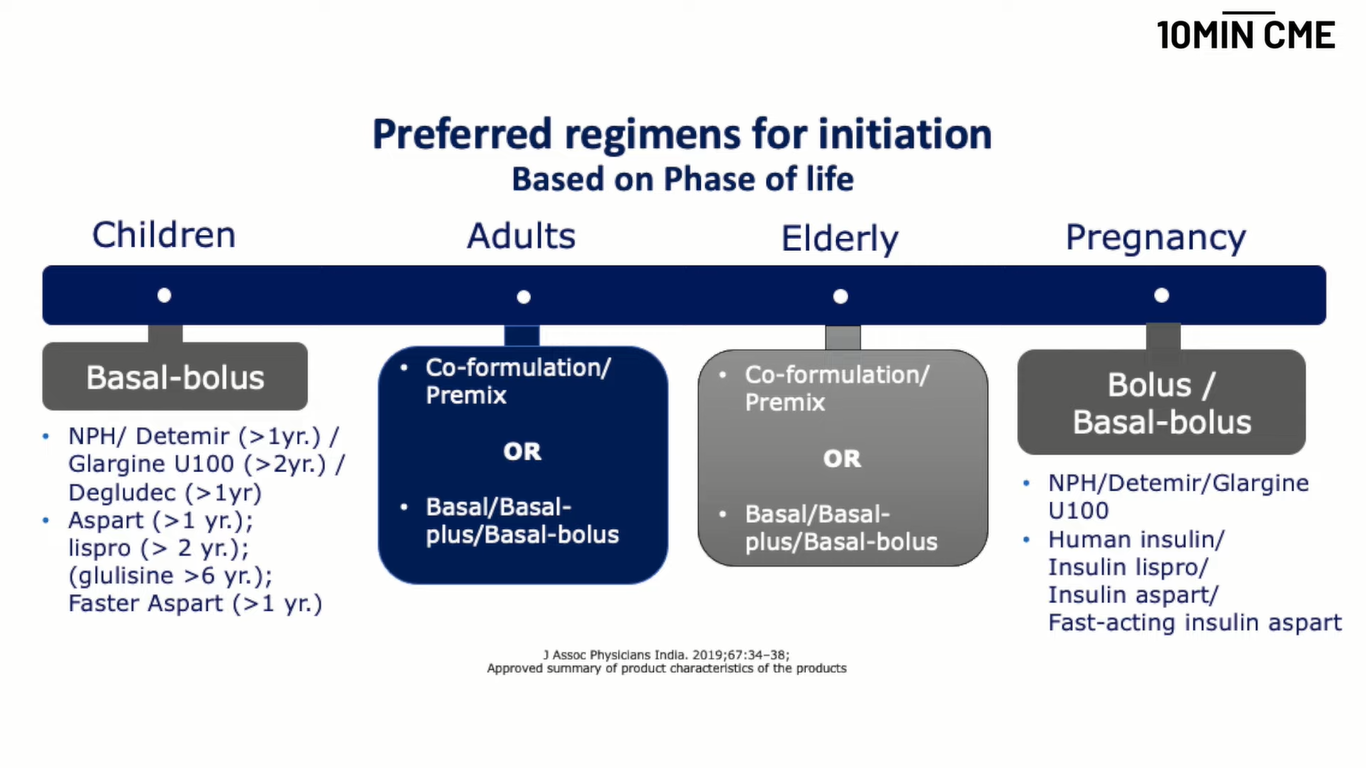 10MIN CME
Preferred regimens for initiation
Based on Phase of life
Children
Adults
Elderly
Pregnancy
Basal-bolus
• NPH/ Detemir (>1yr.) /
Glargine U100 (>2yr.) /
Degludec (>1yr)
• Aspart (>1 yr.);
lispro (> 2 yr.);
(glulisine >6 yr.);
Faster Aspart (>1 yr.)
• Co-formulation/
Premix
OR
• Basal/Basal-
plus/Basal-bolus
• Co-formulation/
Premix
OR
• Basal/Basal-
plus/Basal-bolus
Bolus /
Basal-bolus
• NPH/Detemir/Glargine
U100
• Human insulin/
Insulin lispro/
Insulin aspart/
Fast-acting insulin aspart
J Assoc Physicians India. 2019;67:34–38;
Approved summary of product characteristics of the products